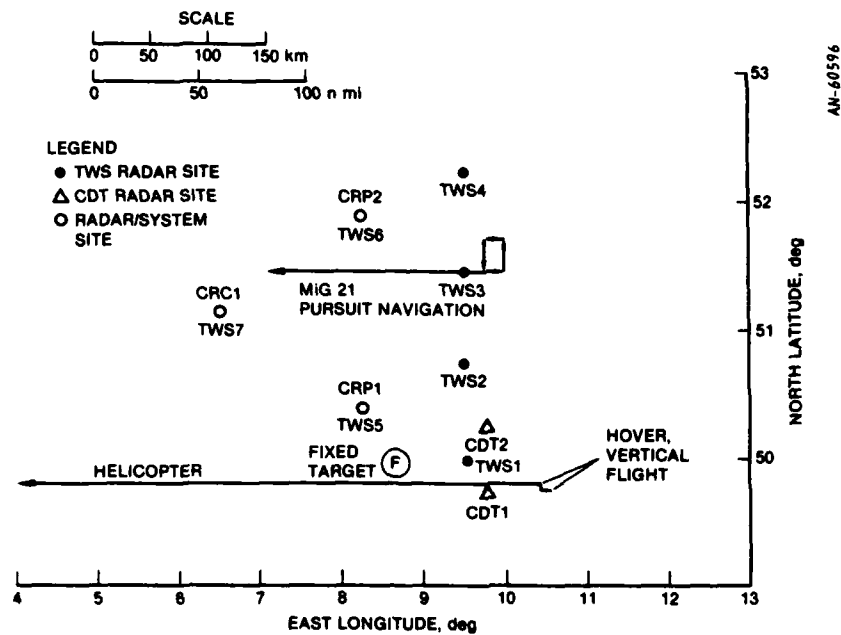 SCALE
0 50 100 150 km
0 50 100 n mi
AN-60596
LEGEND
TWS RADAR SITE
CDT RADAR SITE
RADAR/SYSTEM
SITE
53
TWS4
CRP2
TWS6
52
MiG 21
PURSUIT NAVIGATION
TWS3
CRC1
TWS7
51
TWS2
CRP1
TWS5
CDT2
TWS1
FIXED
TARGET
F
HOVER,
VERTICAL
FLIGHT
50
HELICOPTER
CDT1
NORTH LATITUDE, deg
4 5 6 7 8 9 10 11 12 13
EAST LONGITUDE, deg